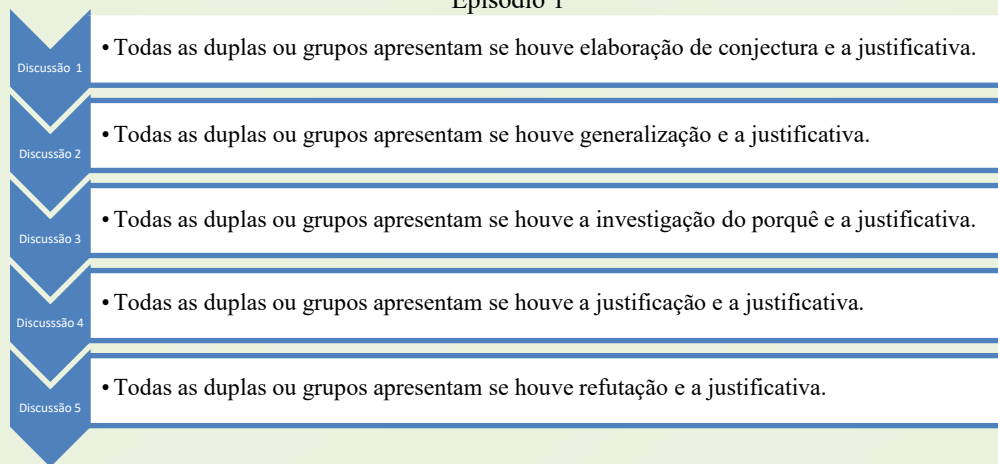 Episódio 1
Discussão 1
• Todas as duplas ou grupos apresentam se houve elaboração de conjectura e a justificativa.
Discussão 2
• Todas as duplas ou grupos apresentam se houve generalização e a justificativa.
Discussão 3
• Todas as duplas ou grupos apresentam se houve a investigação do porquê e a justificativa.
Discusssão 4
• Todas as duplas ou grupos apresentam se houve a justificação e a justificativa.
Discussão 5
• Todas as duplas ou grupos apresentam se houve refutação e a justificativa.